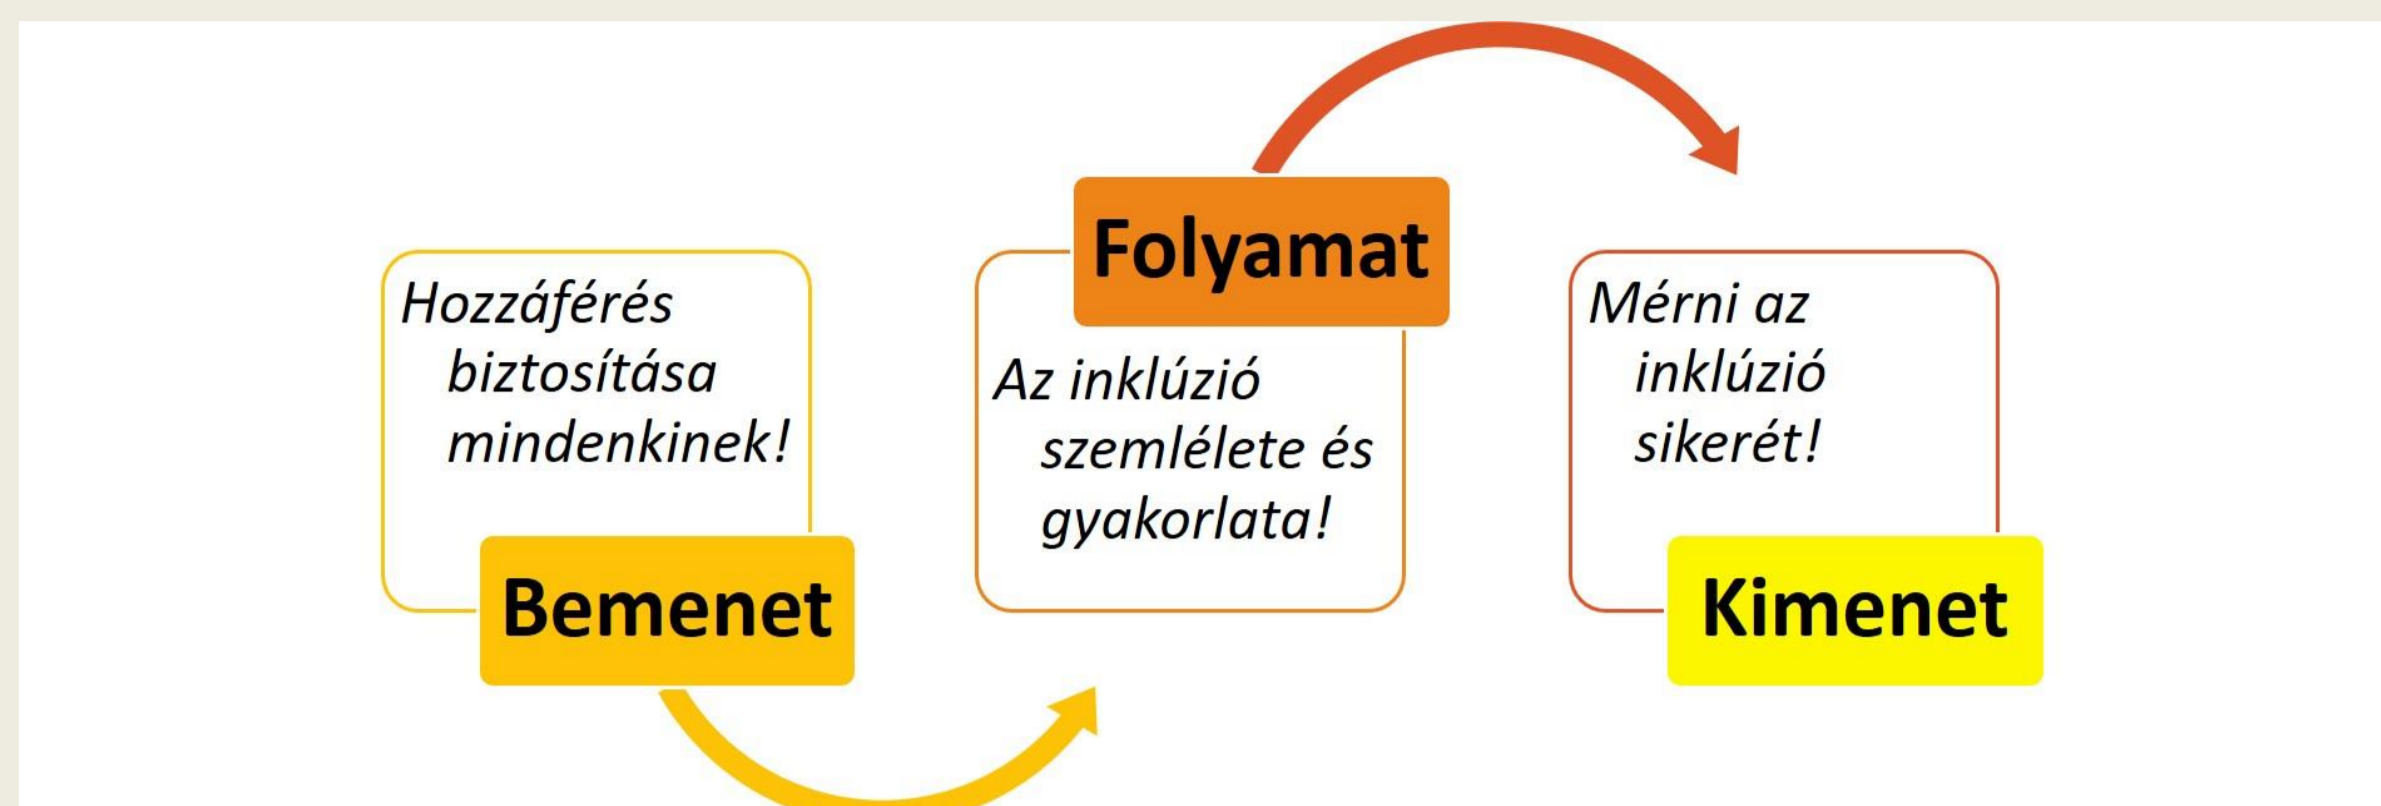 Hozzáférés
biztosítása
mindenkinek!
Bemenet
Folyamat
Az inklúzió
szemlélete és
gyakorlata!
Mérni az
inklúzió
sikerét!
Kimenet